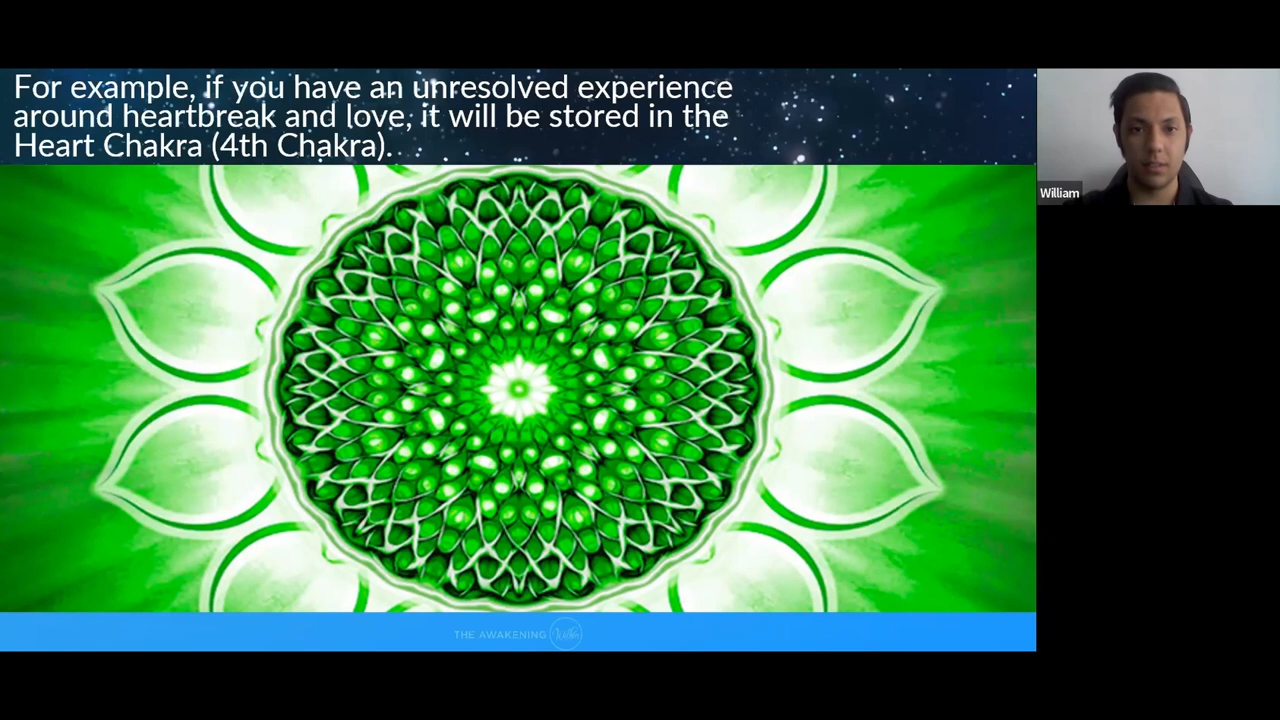 For example, if you have an unresolved experience
around heartbreak and love, it will be stored in the
Heart Chakra (4th Chakra).
William
THE AWAKENING Within